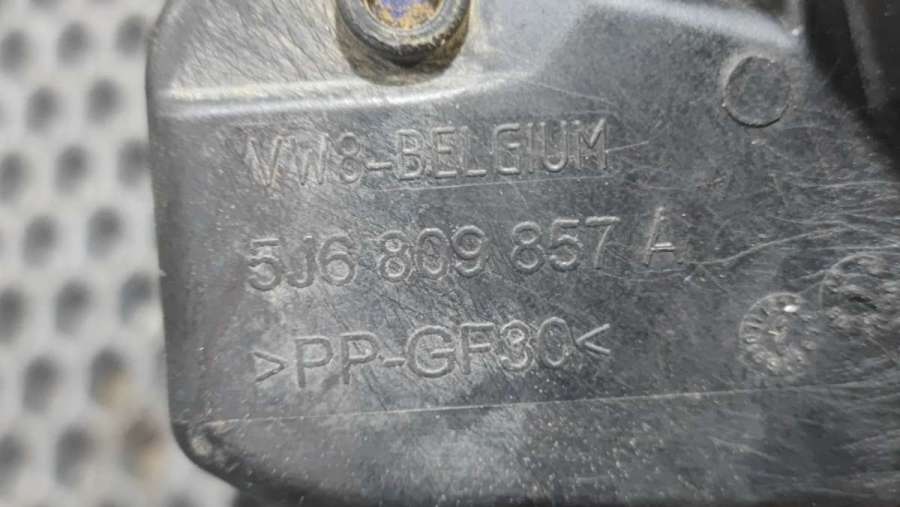 VW8-BELGIUM
5J6 809 857 A
>PP-GF30<